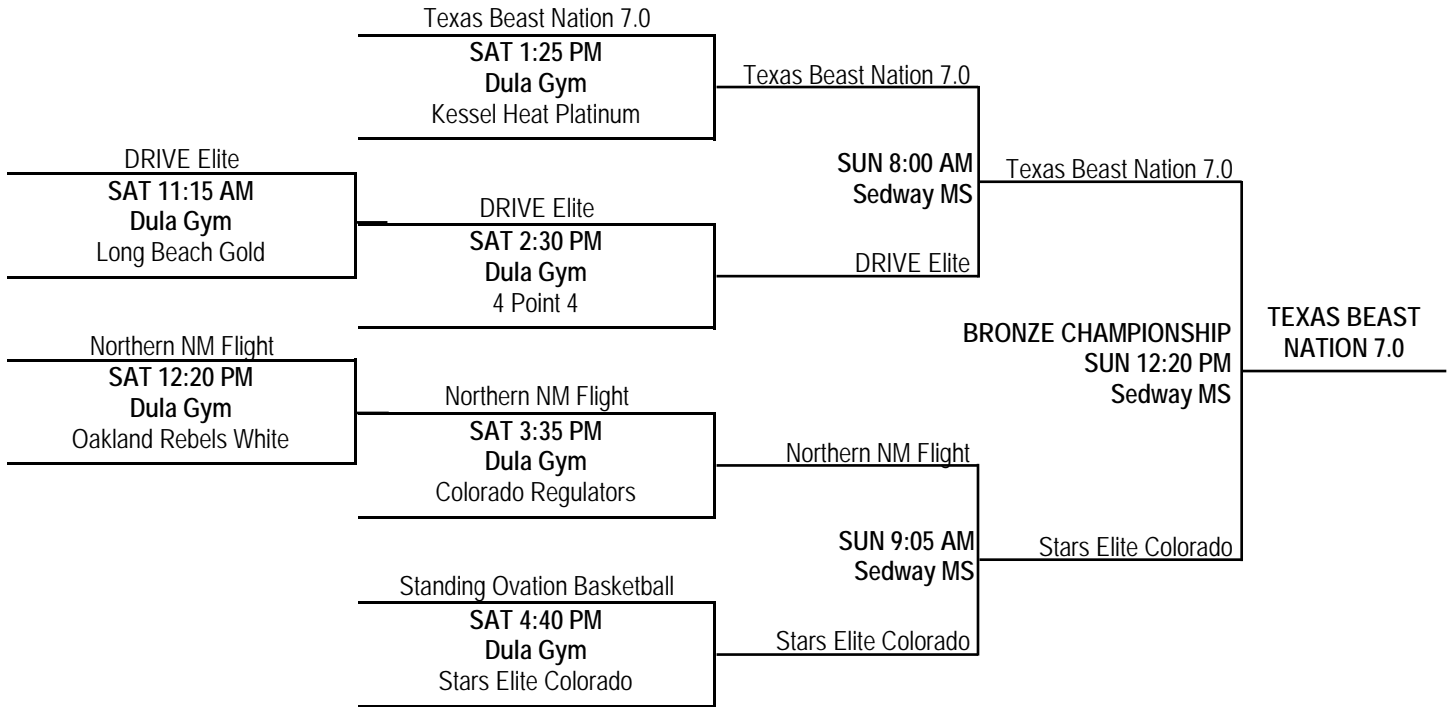 Texas Beast Nation 7.0
SAT 1:25 PM
Dula Gym
Kessel Heat Platinum
Texas Beast Nation 7.0
DRIVE Elite
SAT 11:15 AM
Dula Gym
Long Beach Gold
SUN 8:00 AM
Sedway MS
Texas Beast Nation 7.0
DRIVE Elite
SAT 2:30 PM
Dula Gym
4 Point 4
DRIVE Elite
Northern NM Flight
SAT 12:20 PM
Dula Gym
Oakland Rebels White
BRONZE CHAMPIONSHIP
SUN 12:20 PM
Sedway MS
TEXAS BEAST
NATION 7.0
Northern NM Flight
SAT 3:35 PM
Dula Gym
Colorado Regulators
Northern NM Flight
SUN 9:05 AM
Sedway MS
Stars Elite Colorado
Standing Ovation Basketball
SAT 4:40 PM
Dula Gym
Stars Elite Colorado
Stars Elite Colorado